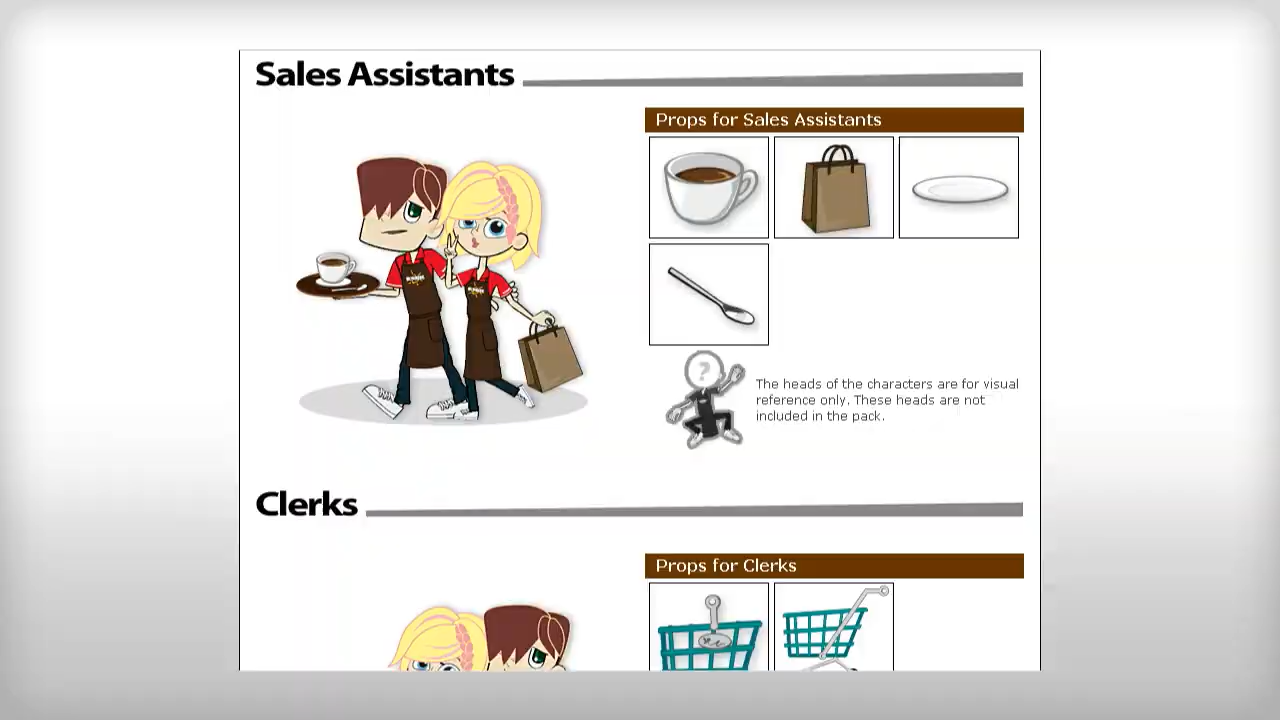 Sales Assistants
Props for Sales Assistants
?
The heads of the characters are for visual
reference only. These heads are not
included in the pack.
Clerks
Props for Clerks